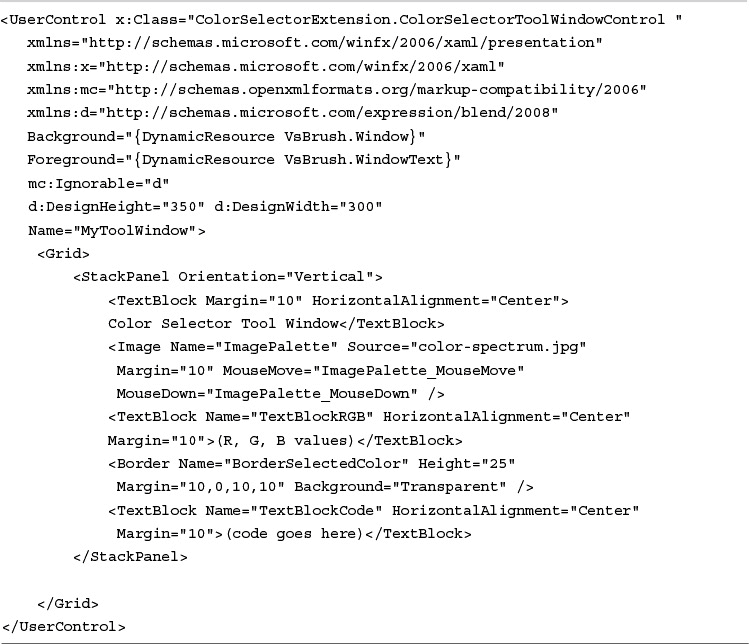 <UserControl x:Class="ColorSelectorExtension.ColorSelectorToolWindowControl "
xmlns="http://schemas.microsoft.com/winfx/2006/xaml/presentation"
xmlns:x="http://schemas.microsoft.com/winfx/2006/xaml"
xmlns:mc="http://schemas.openxmlformats.org/markup-compatibility/2006"
xmlns:d="http://schemas.microsoft.com/expression/blend/2008"
Background="{DynamicResource VsBrush.Window}"
Foreground="{DynamicResource VsBrush.WindowText}"
mc:Ignorable="d"
d:DesignHeight="350" d:DesignWidth="300"
Name="MyToolWindow">
<Grid>
<StackPanel Orientation="Vertical">
<TextBlock Margin="10" HorizontalAlignment="Center">
Color Selector Tool Window</TextBlock>
<Image Name="ImagePalette" Source="color-spectrum.jpg"
Margin="10" MouseMove="ImagePalette_MouseMove"
MouseDown="ImagePalette_MouseDown" />
<TextBlock Name="TextBlockRGB" HorizontalAlignment="Center"
Margin="10">(R, G, B values)</TextBlock>
<Border Name="BorderSelectedColor" Height="25"
Margin="10,0,10,10" Background="Transparent" />
<TextBlock Name="TextBlockCode" HorizontalAlignment="Center"
Margin="10">(code goes here)</TextBlock>
</StackPanel>
</Grid>
</UserControl>